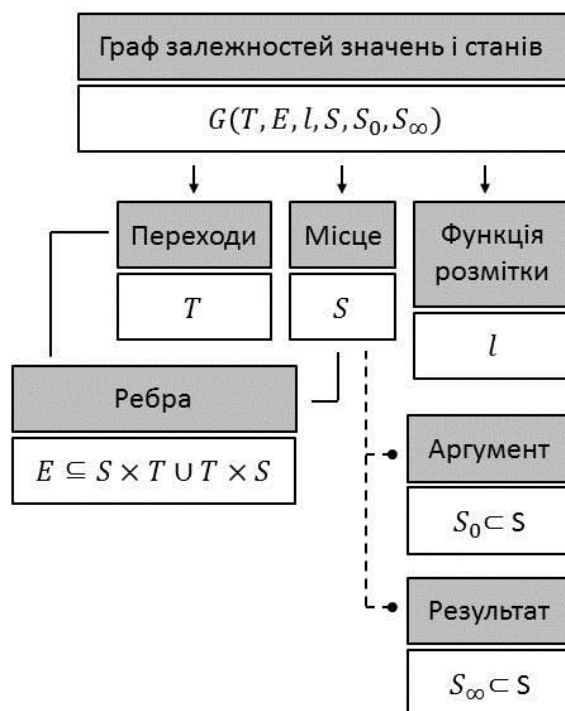 Граф залежностей значень і станів
G(T, E, l, S, S₀, S∞)
Переходи
T
Місце
S
Функція
розмітки
l
Ребра
E ⊆ S × T ∪ T × S
Аргумент
S₀ ⊂ S
Результат
S∞ ⊂ S